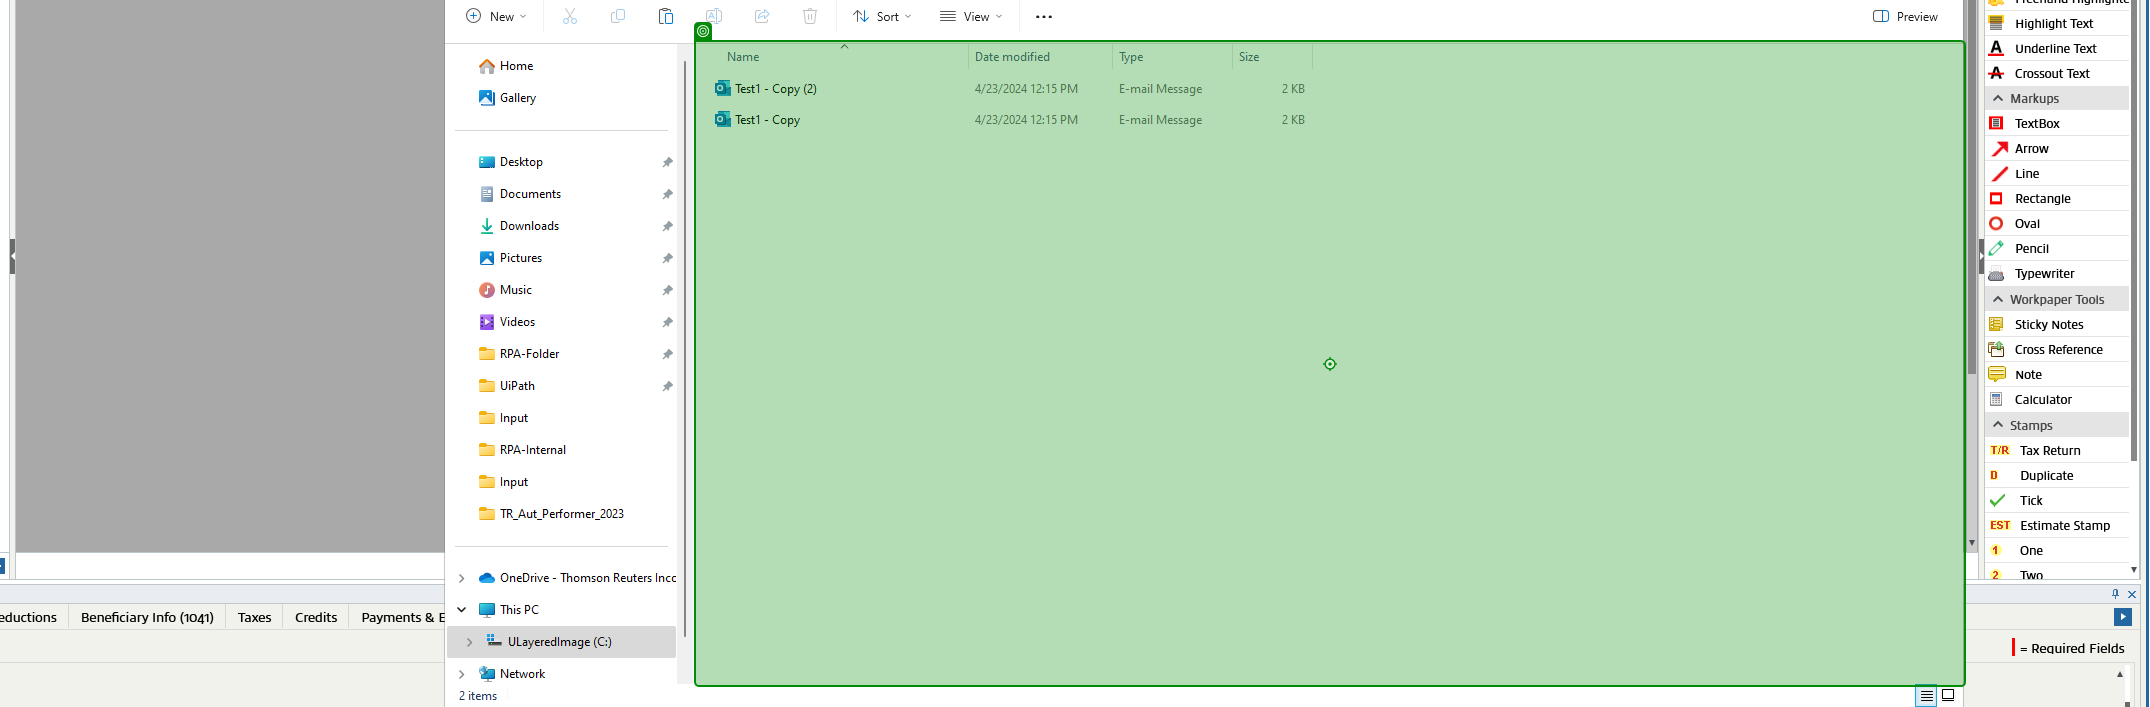 New
Sort
View
Preview
Home
Gallery
Desktop
Documents
Downloads
Pictures
Music
Videos
RPA-Folder
UiPath
Input
RPA-Internal
Input
TR_Aut_Performer_2023
OneDrive - Thomson Reuters Inco
This PC
ULayeredImage (C:)
Network
2 items
Name Date modified Type Size
Test1 - Copy (2) 4/23/2024 12:15 PM E-mail Message 2 KB
Test1 - Copy 4/23/2024 12:15 PM E-mail Message 2 KB
Freehand Highlighte
Highlight Text
A Underline Text
A Crossout Text
Markups
TextBox
Arrow
Line
Rectangle
Oval
Pencil
Typewriter
Workpaper Tools
Sticky Notes
Cross Reference
Note
Calculator
Stamps
T/R Tax Return
D Duplicate
Tick
EST Estimate Stamp
1 One
2 Two
eductions Beneficiary Info (1041) Taxes Credits Payments & E
= Required Fields